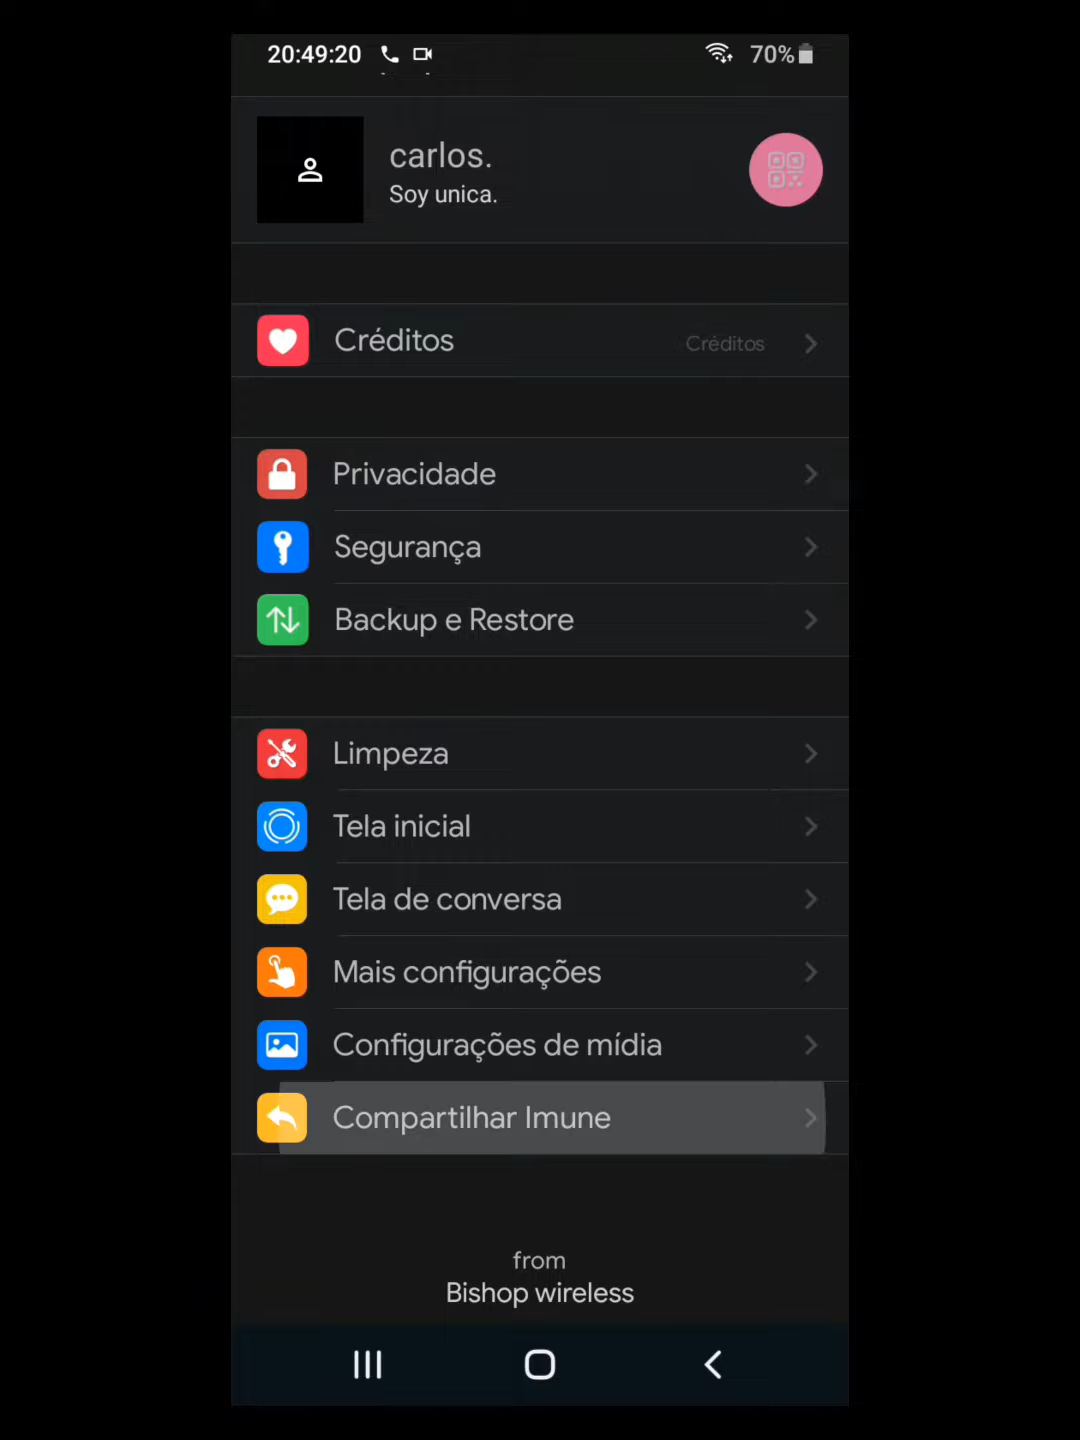 20:49:20
70%
carlos.
Soy unica.
Créditos
Créditos
Privacidade
Segurança
Backup e Restore
Limpeza
Tela inicial
Tela de conversa
Mais configurações
Configurações de mídia
Compartilhar Imune
from
Bishop wireless